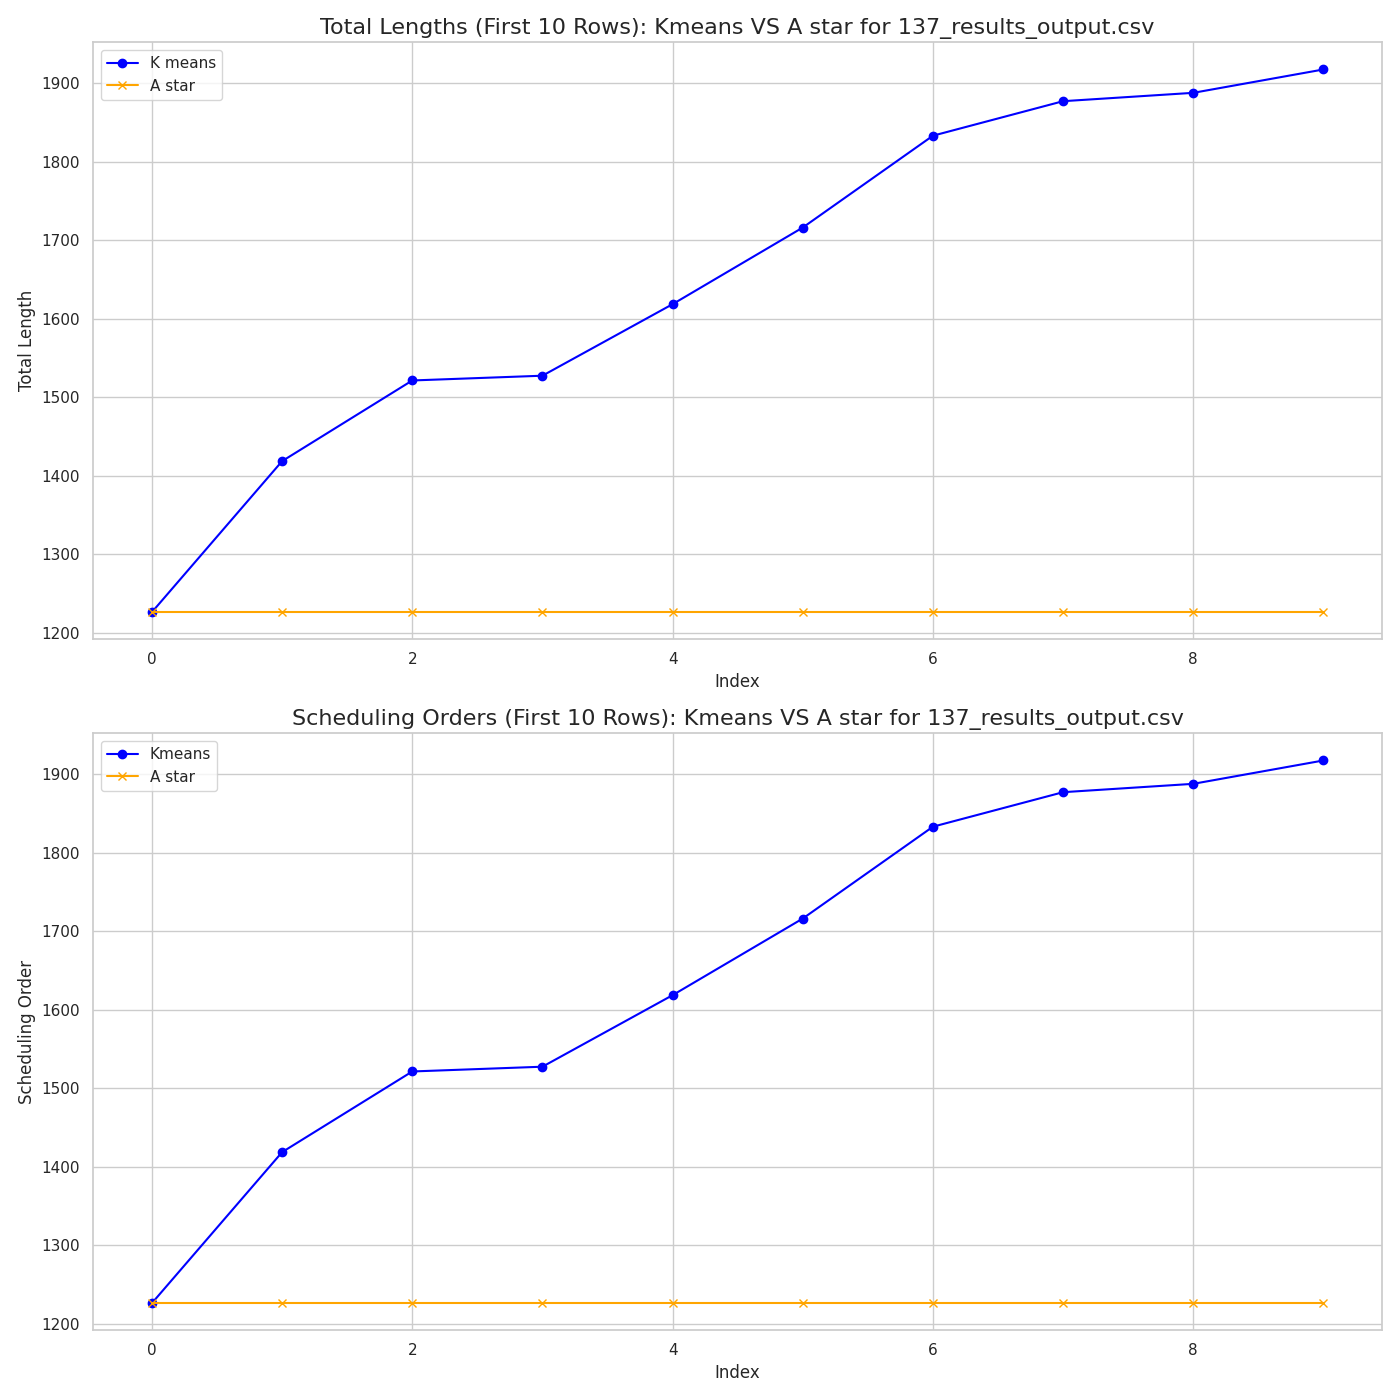 Total Lengths (First 10 Rows): Kmeans VS A star for 137_results_output.csv
K means
A star
1900
1800
1700
1600
1500
1400
1300
1200
Total Length
0 2 4 6 8
Index
Scheduling Orders (First 10 Rows): Kmeans VS A star for 137_results_output.csv
Kmeans
A star
1900
1800
1700
1600
1500
1400
1300
1200
Scheduling Order
0 2 4 6 8
Index